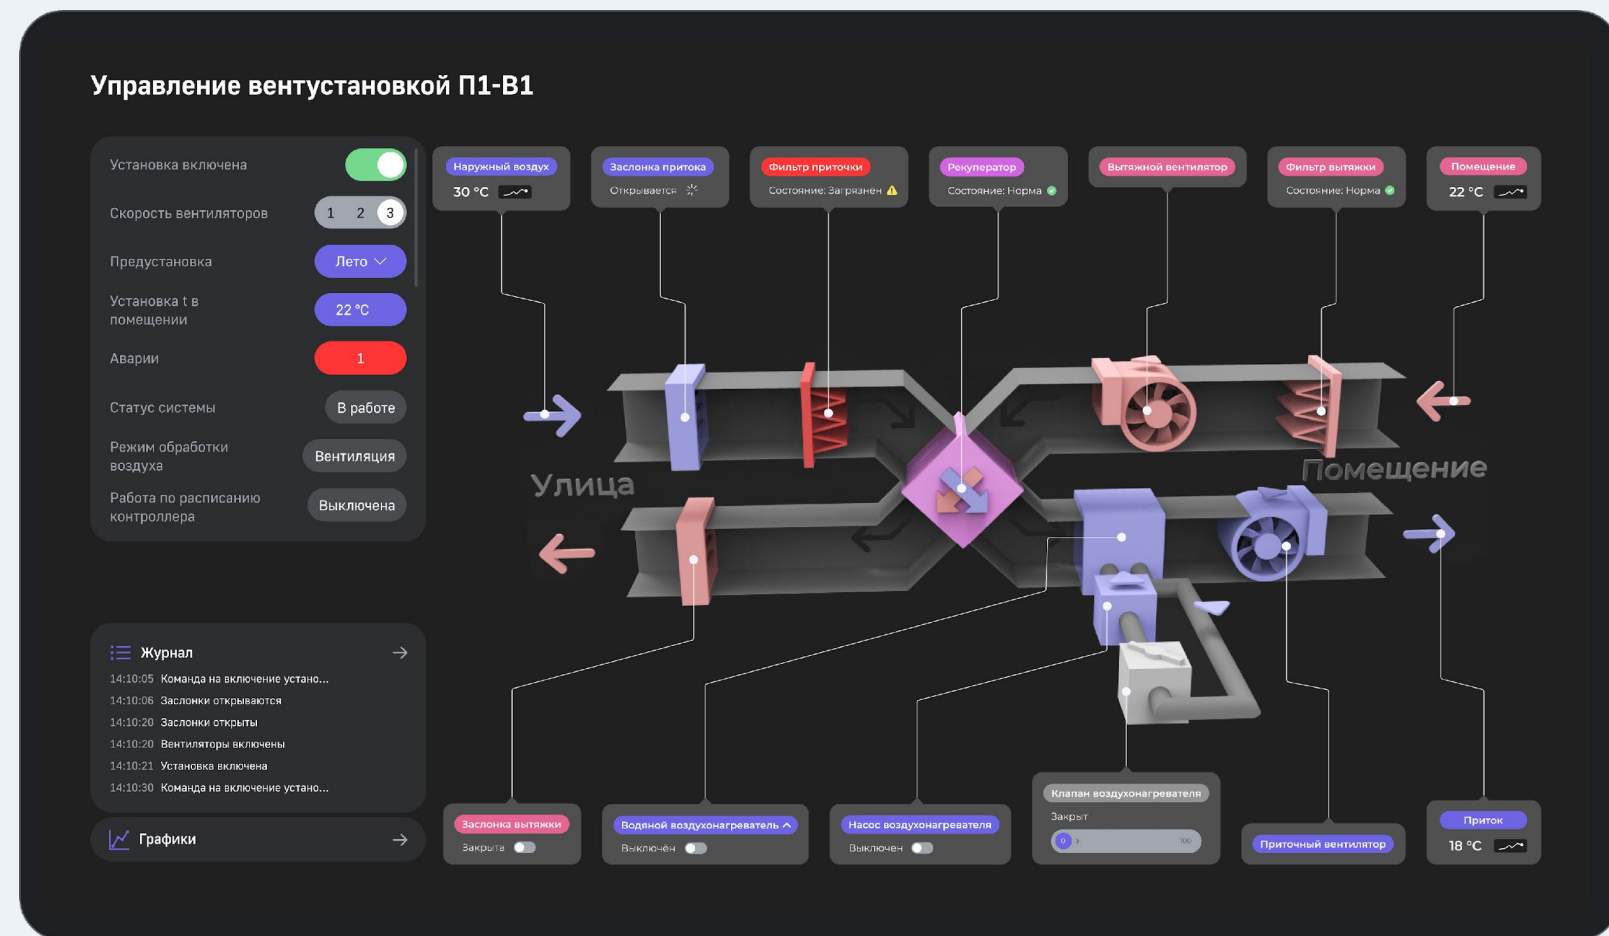 Управление вентустановкой П1-В1
Установка включена
Скорость вентиляторов
1 2 3
Предустановка
Лето
Установка t в
помещении
22 °C
Аварии
1
Статус системы
В работе
Режим обработки
воздуха
Вентиляция
Работа по расписанию
контроллера
Выключена
Журнал
14:10:05 Команда на включение устано...
14:10:06 Заслонки открываются
14:10:20 Заслонки открыты
14:10:20 Вентиляторы включены
14:10:21 Установка включена
14:10:30 Команда на включение устано...
Графики
Наружный воздух
30 °C
Заслонка притока
Открывается
Фильтр приточки
Состояние: Загрязнён
Рекуператор
Состояние: Норма
Вытяжной вентилятор
Фильтр вытяжки
Состояние: Норма
Помещение
22 °C
Улица
Помещение
Заслонка вытяжки
Закрыта
Водяной воздухонагреватель
Выключён
Насос воздухонагревателя
Выключен
Клапан воздухонагревателя
Закрыт
0
100
Приточный вентилятор
Приток
18 °C